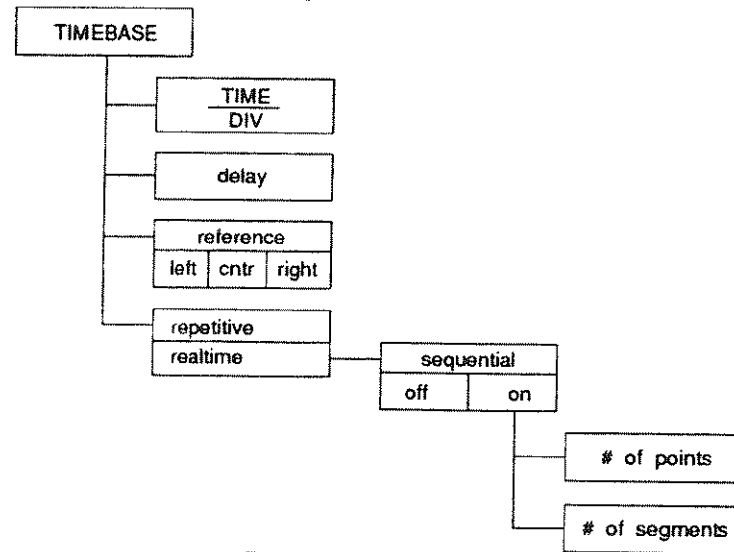 TIMEBASE
TIME
DIV
delay
reference
left cntr right
repetitive
realtime
sequential
off on
# of points
# of segments